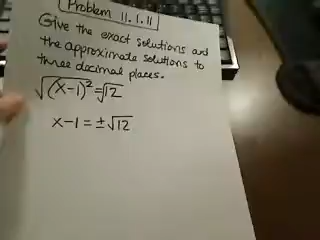 Problem 11.1.11
Give the exact solutions and
the approximate solutions to
three decimal places.
√(x-1)² = √12
x-1 = ±√12